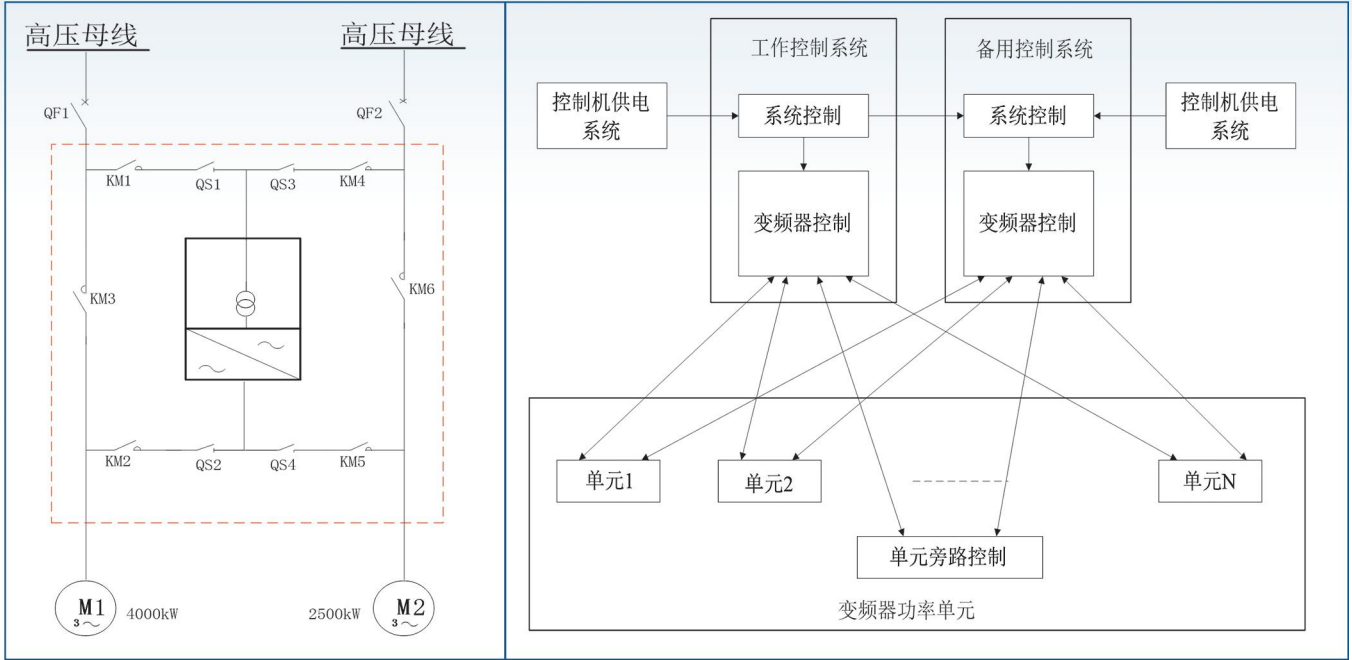 高压母线
高压母线
QF1
QF2
KM1
QS1
QS3
KM4
KM3
KM6
KM2
QS2
QS4
KM5
M1
3~
4000kW
2500kW
M2
3~
工作控制系统
备用控制系统
控制机供电
系统
系统控制
系统控制
控制机供电
系统
变频器控制
变频器控制
单元1
单元2
单元N
单元旁路控制
变频器功率单元